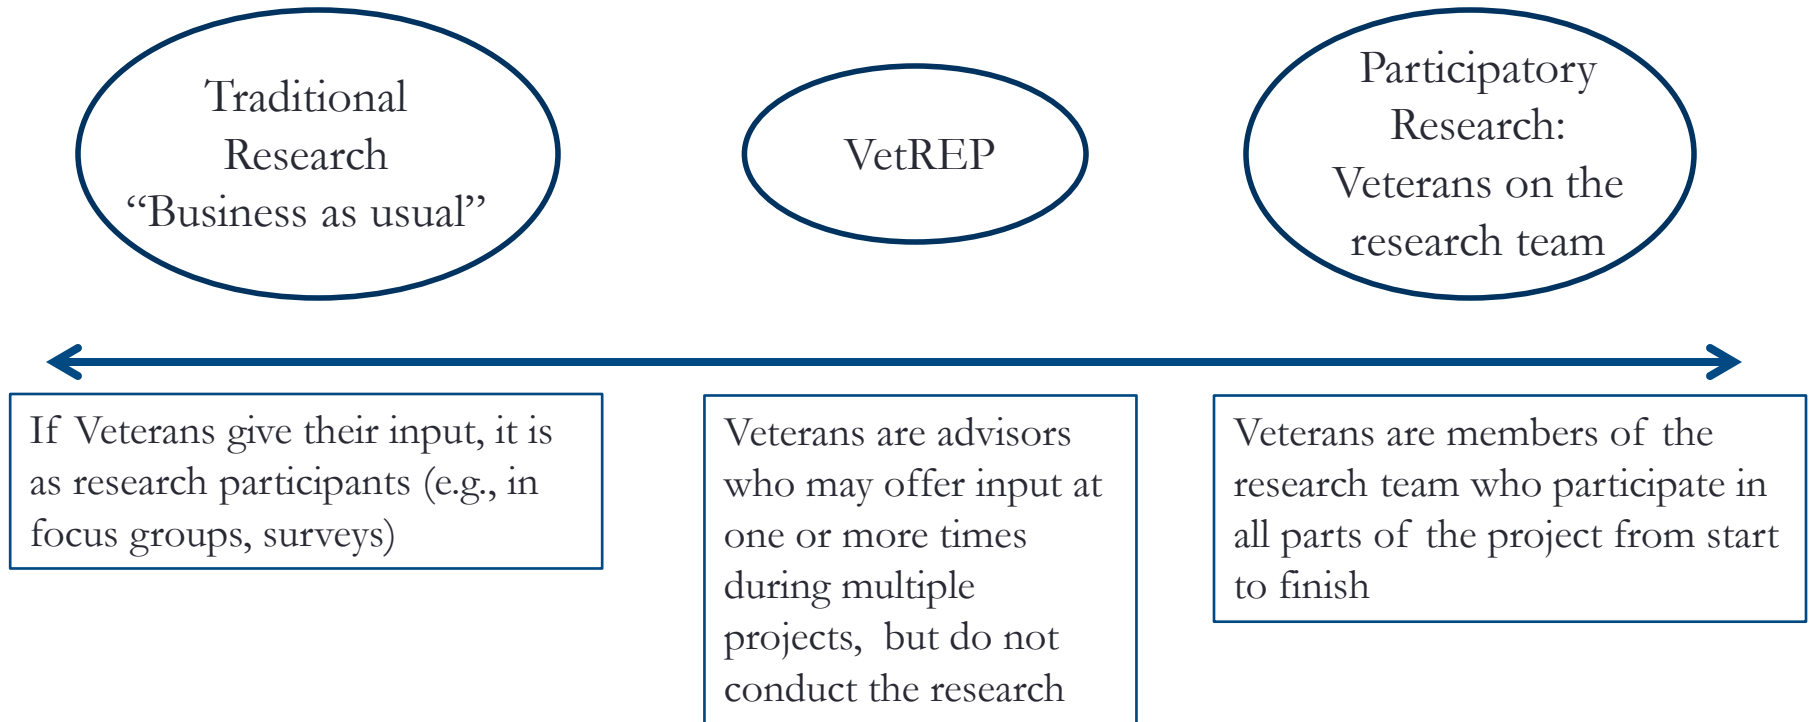 Traditional
Research
“Business as usual”
VetREP
Participatory
Research:
Veterans on the
research team
If Veterans give their input, it is
as research participants (e.g., in
focus groups, surveys)
Veterans are advisors
who may offer input at
one or more times
during multiple
projects, but do not
conduct the research
Veterans are members of the
research team who participate in
all parts of the project from start
to finish